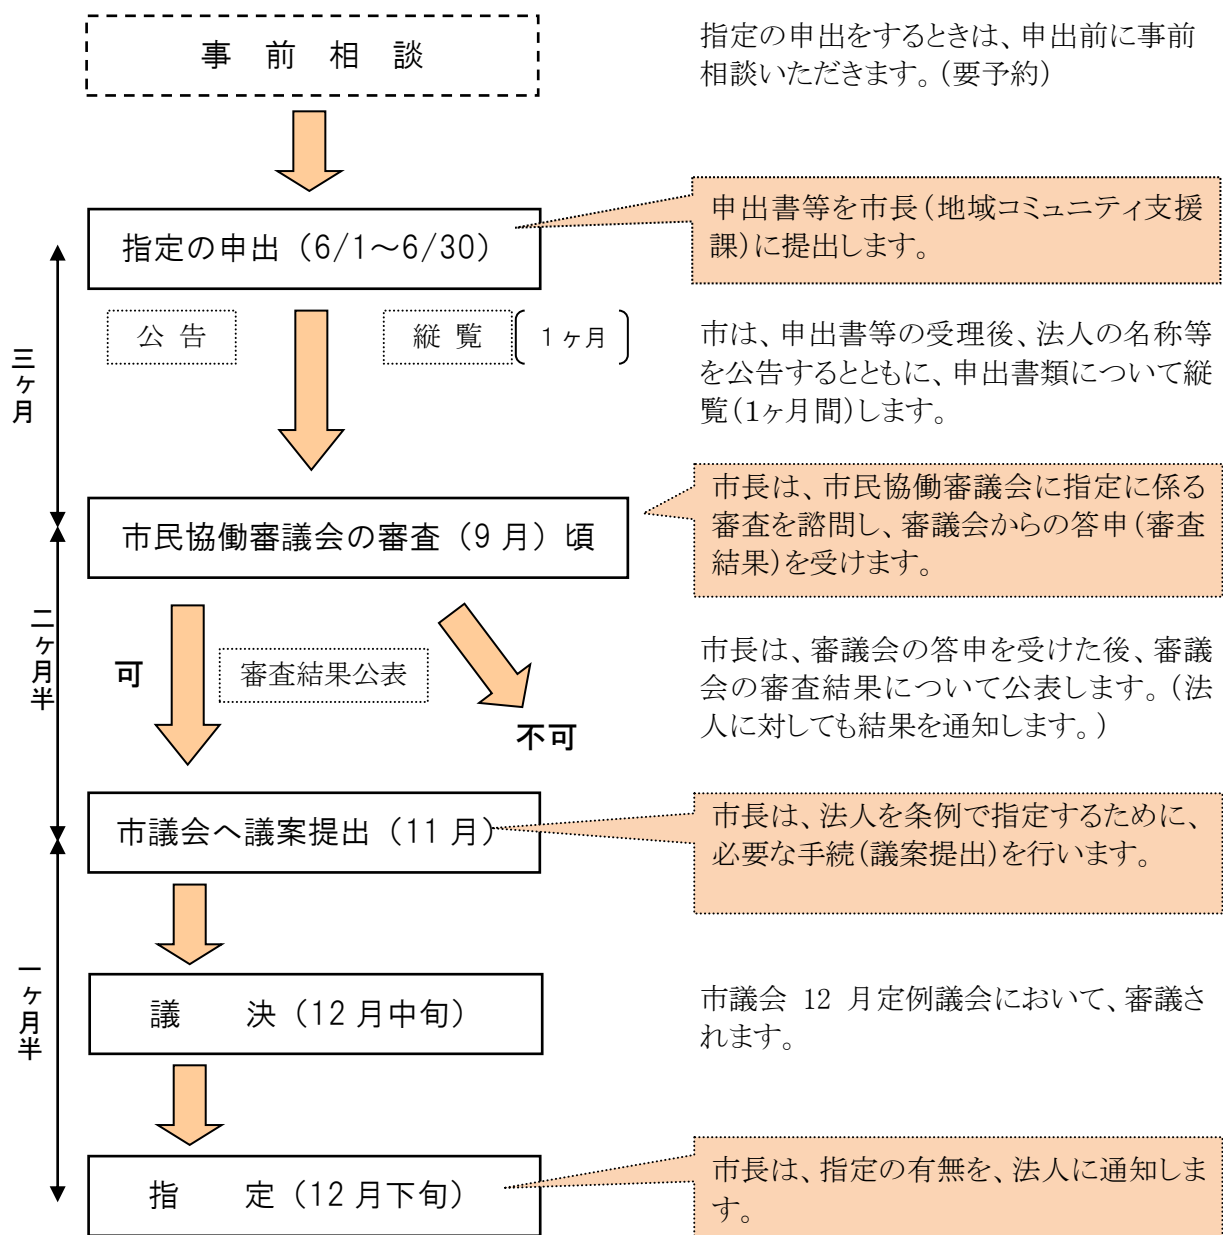 事 前 相 談
指定の申出をするときは、申出前に事前
相談いただきます。（要予約）
指定の申出（6/1～6/30）
申出書等を市長（地域コミュニティ支援
課）に提出します。
公 告
縦 覧
1ヶ月
市は、申出書等の受理後、法人の名称等
を公告するとともに、申出書類について縦
覧（1ヶ月間）します。
三ヶ月
市民協働審議会の審査（9月）頃
市長は、市民協働審議会に指定に係る
審査を諮問し、審議会からの答申（審査
結果）を受けます。
二ヶ月半
可
審査結果公表
不可
市長は、審議会の答申を受けた後、審議
会の審査結果について公表します。（法
人に対しても結果を通知します。）
市議会へ議案提出（11月）
市長は、法人を条例で指定するために、
必要な手続（議案提出）を行います。
一ヶ月半
議 決（12月中旬）
市議会 12 月定例議会において、審議さ
れます。
指 定（12月下旬）
市長は、指定の有無を、法人に通知しま
す。